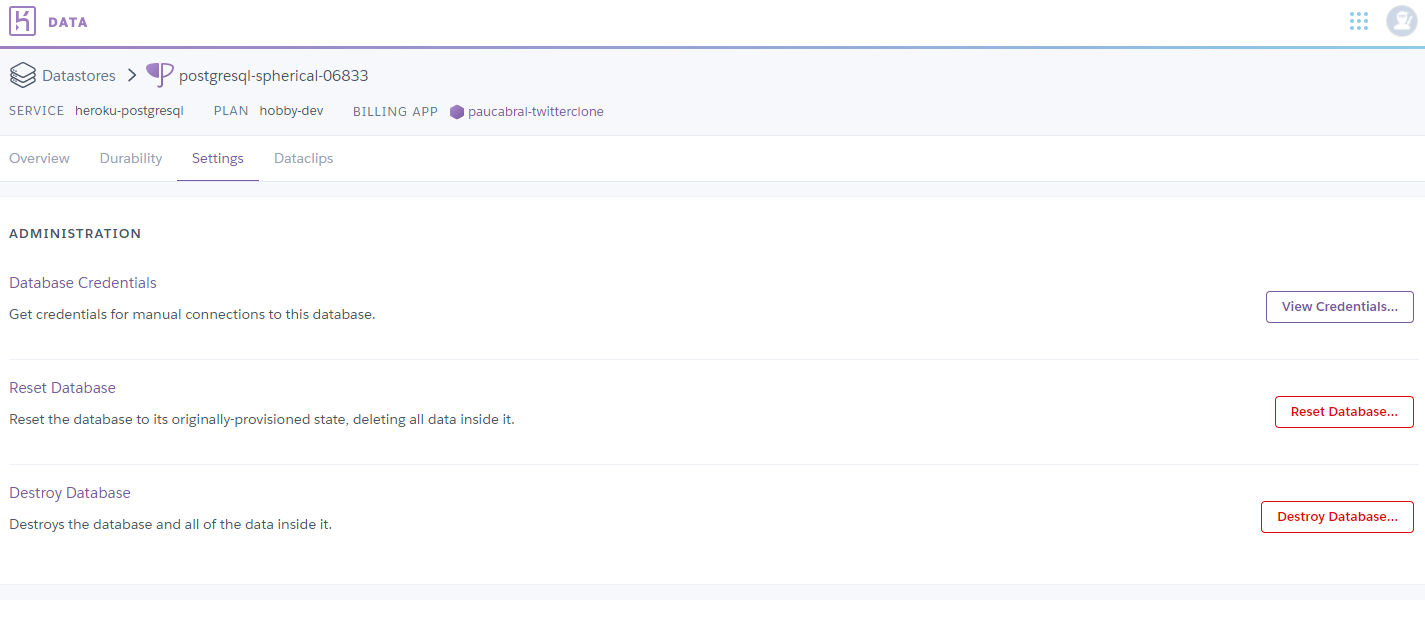 DATA
Datastores > postgresql-spherical-06833
SERVICE heroku-postgresql PLAN hobby-dev BILLING APP paucabral-twitterclone
Overview Durability Settings Dataclips
ADMINISTRATION
Database Credentials
Get credentials for manual connections to this database.
View Credentials...
Reset Database
Reset the database to its originally-provisioned state, deleting all data inside it.
Reset Database...
Destroy Database
Destroys the database and all of the data inside it.
Destroy Database...